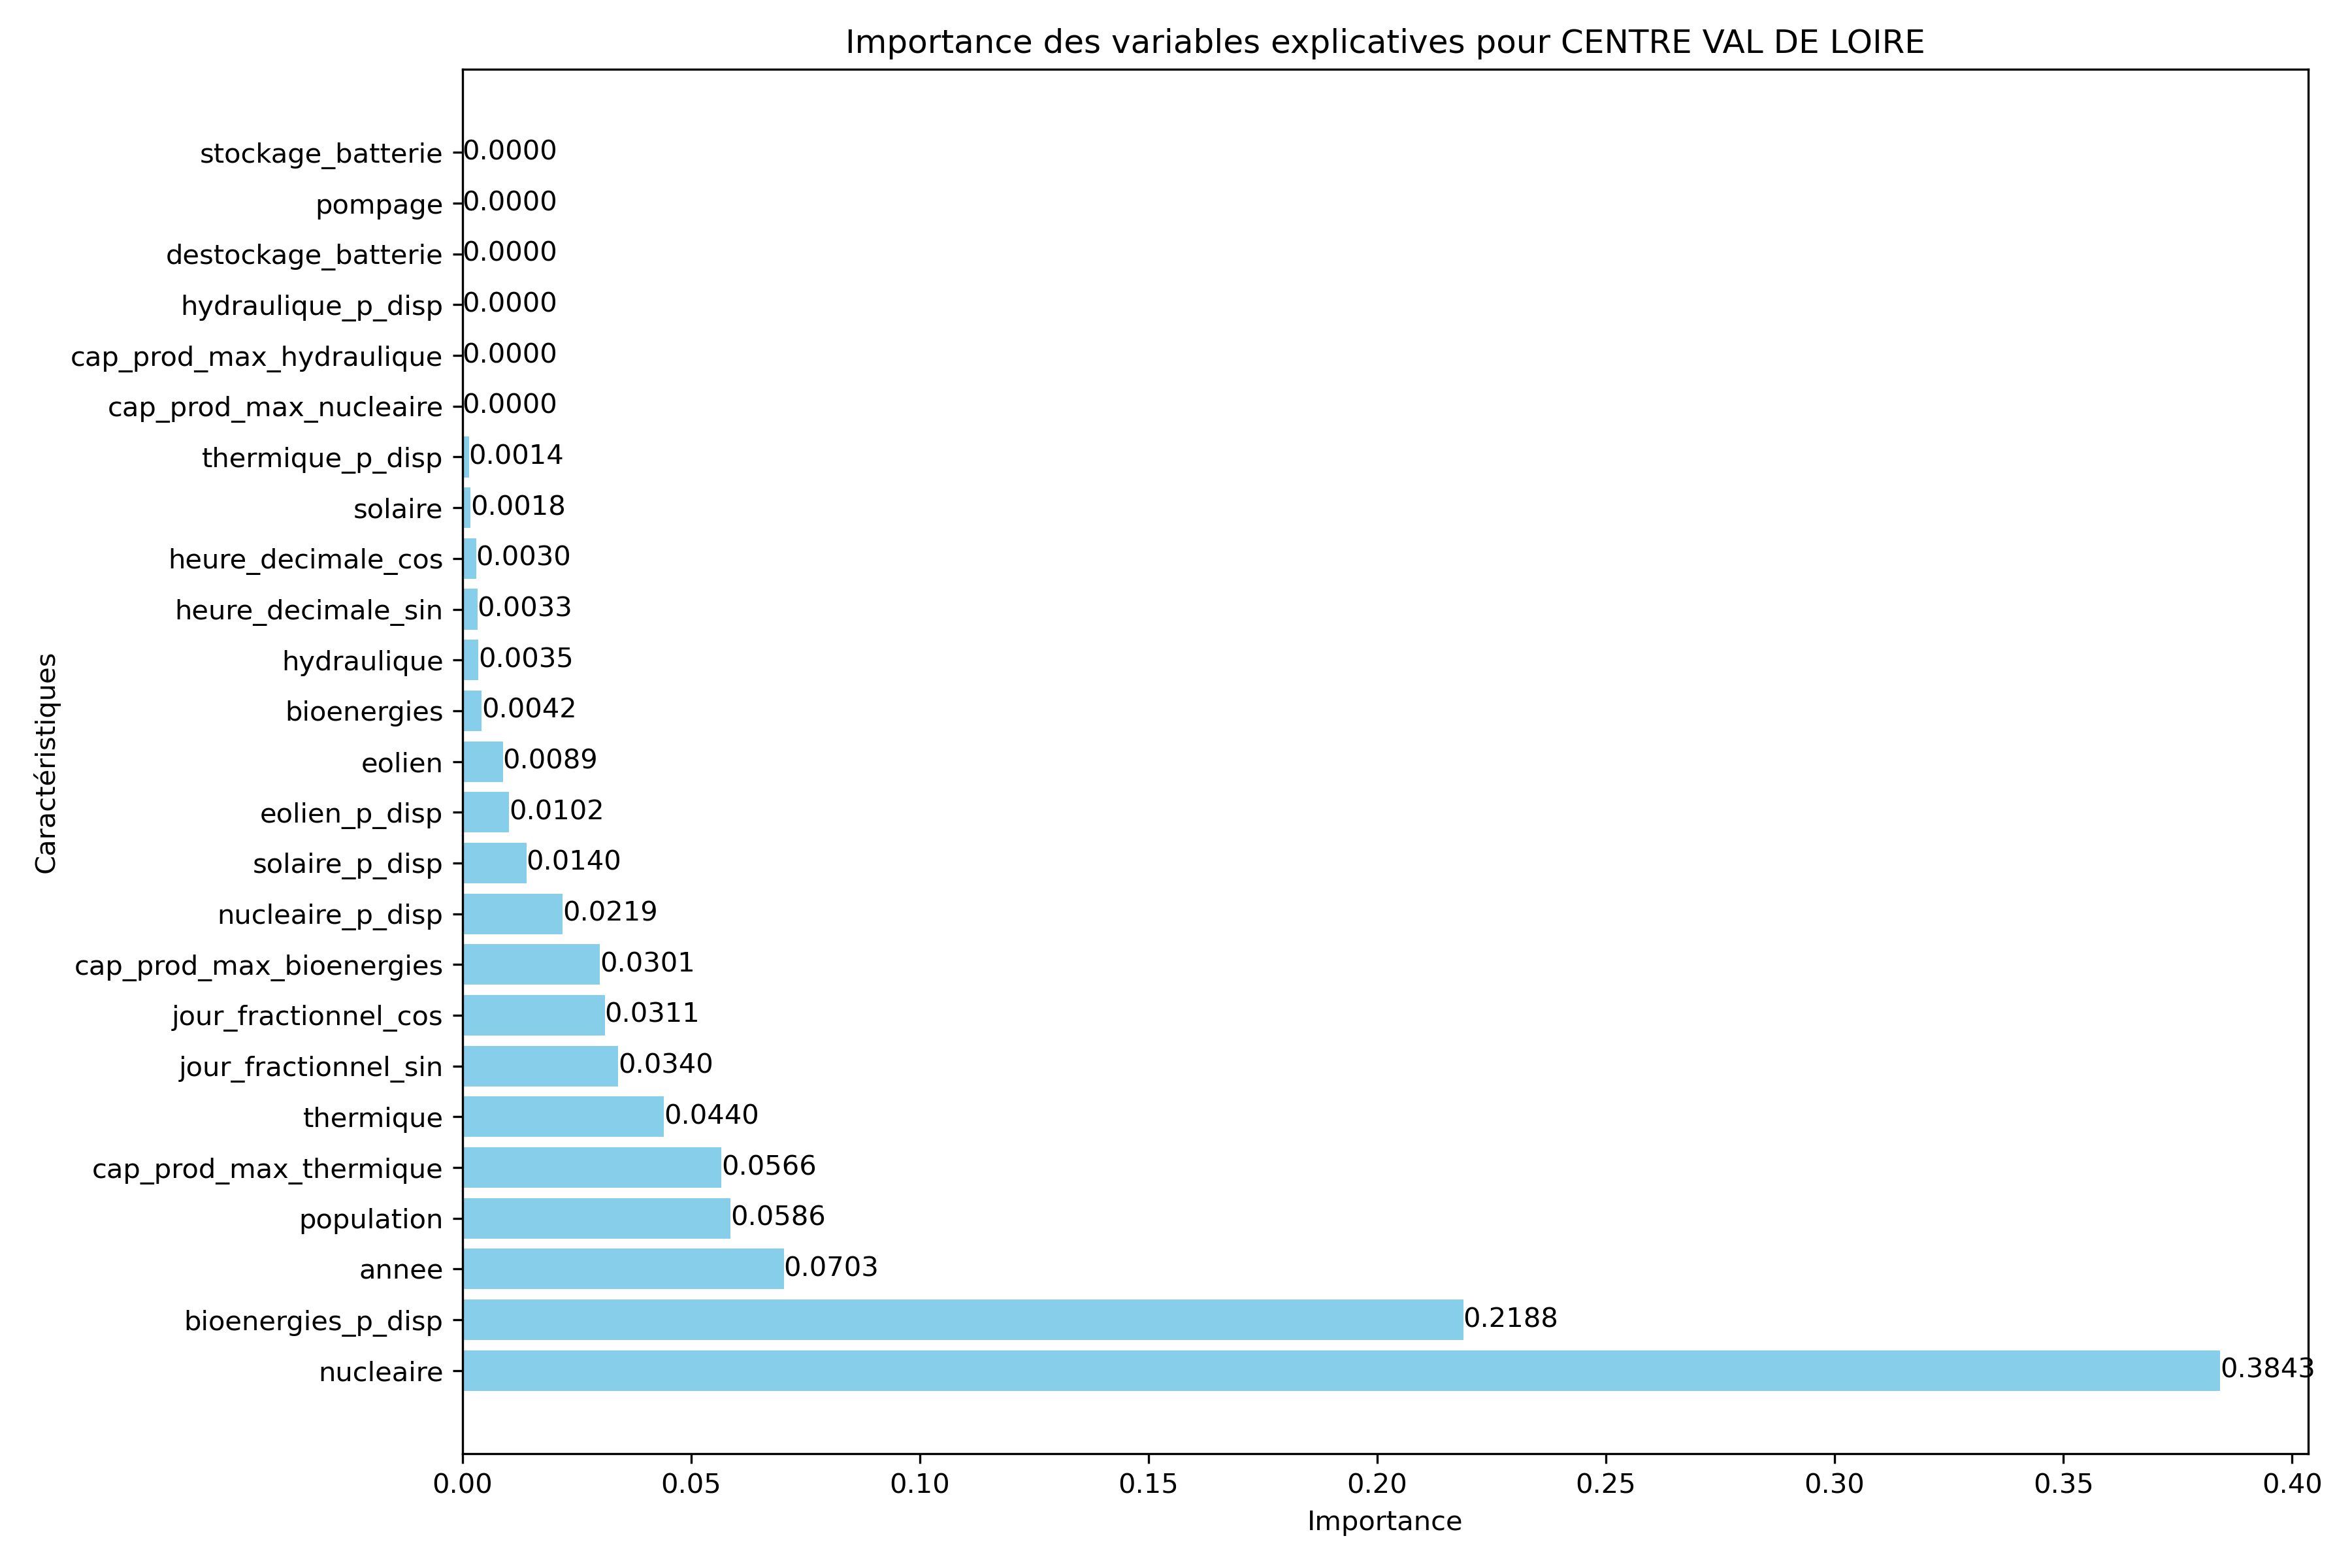 Importance des variables explicatives pour CENTRE VAL DE LOIRE
Caractéristiques
stockage_batterie 0.0000
pompage 0.0000
destockage_batterie 0.0000
hydraulique_p_disp 0.0000
cap_prod_max_hydraulique 0.0000
cap_prod_max_nucleaire 0.0000
thermique_p_disp 0.0014
solaire 0.0018
heure_decimale_cos 0.0030
heure_decimale_sin 0.0033
hydraulique 0.0035
bioenergies 0.0042
eolien 0.0089
eolien_p_disp 0.0102
solaire_p_disp 0.0140
nucleaire_p_disp 0.0219
cap_prod_max_bioenergies 0.0301
jour_fractionnel_cos 0.0311
jour_fractionnel_sin 0.0340
thermique 0.0440
cap_prod_max_thermique 0.0566
population 0.0586
annee 0.0703
bioenergies_p_disp 0.2188
nucleaire 0.3843
0.00 0.05 0.10 0.15 0.20 0.25 0.30 0.35 0.40
Importance